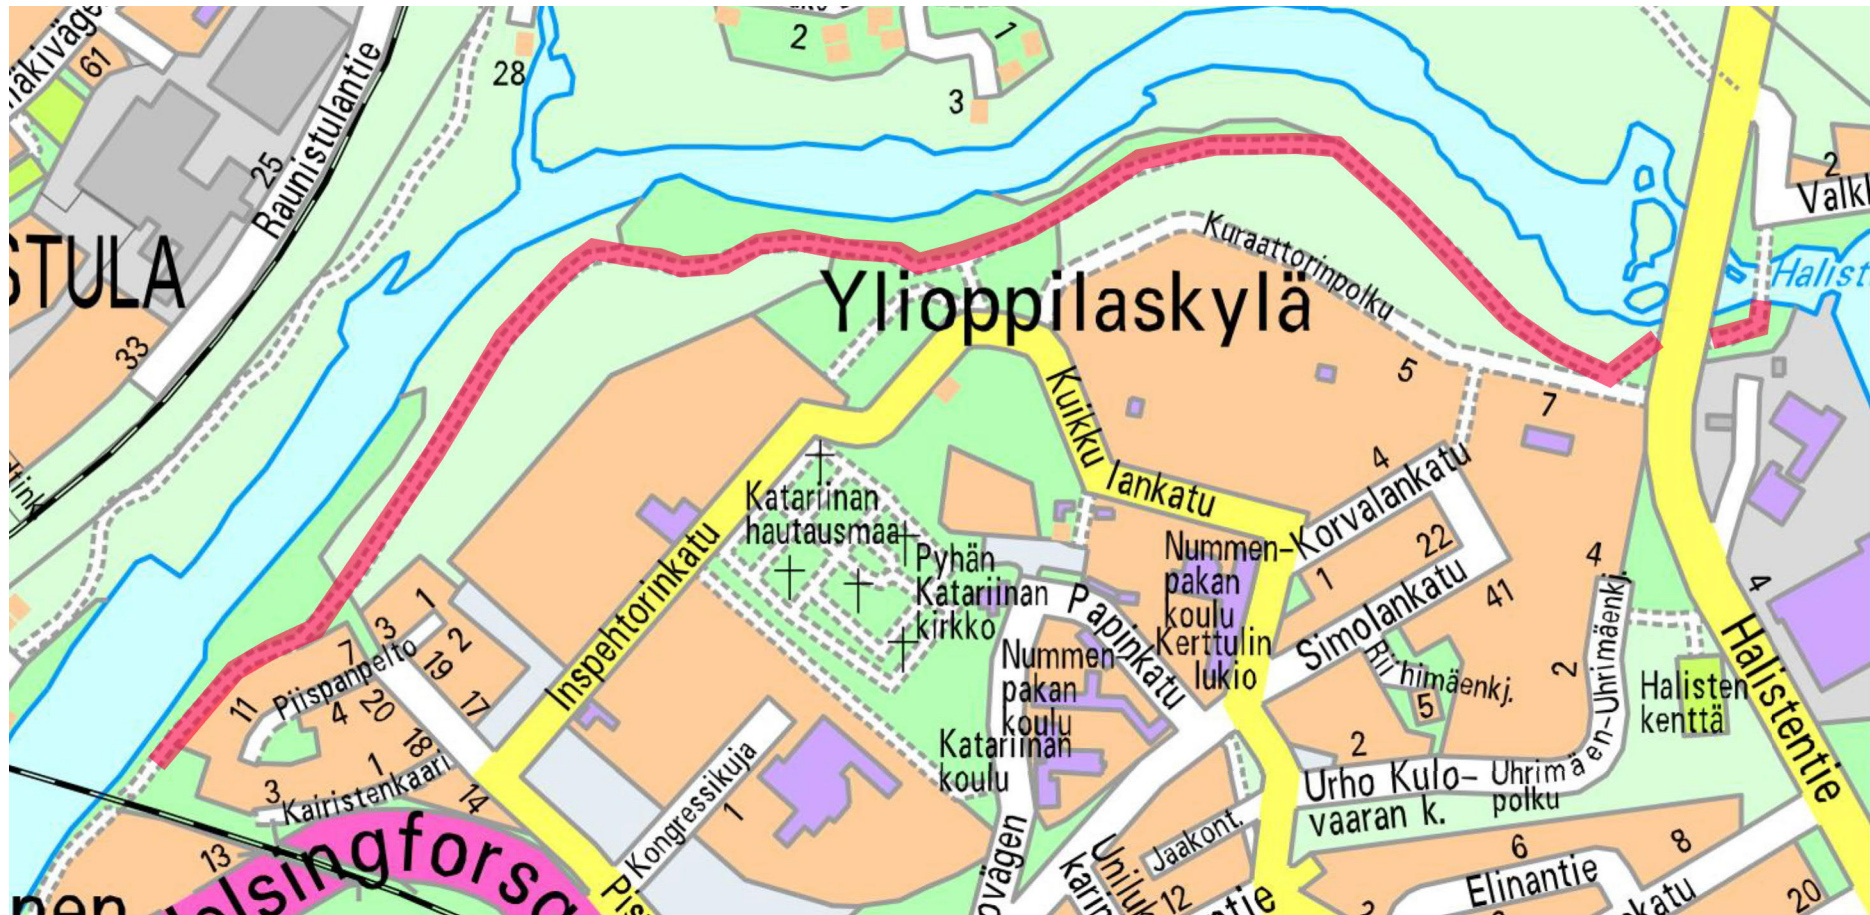 61
28
2
1
3
25
Raunistulantie
2
Kuraattorinpolku
STULA
Ylioppilaskylä
33
5
7
Kuikku
lankatu
4
Korvalankatu
22
1
Simolankatu
41
4
4
Katariinan
hautausmaa
Pyhän
Katariinan
kirkko
Nummen-
pakan
koulu
Kerttulin
lukio
Papinkatu
Nummen-
pakan
koulu
Katariinan
koulu
Inspehtorinkatu
1
3
2
7
Piispanpelto
19
17
11
4
20
18
1
3
Kairistenkaari
14
13
Kongressikuja
1
Riihimäenkj.
5
2
2
Uhrimäen-Uhrimäenkj.
Halisten
kenttä
Halistentie
Urho Kulo-
vaaran k.
Uhrimäen-
polku
Jaakont.
12
6
8
Elinantie
20